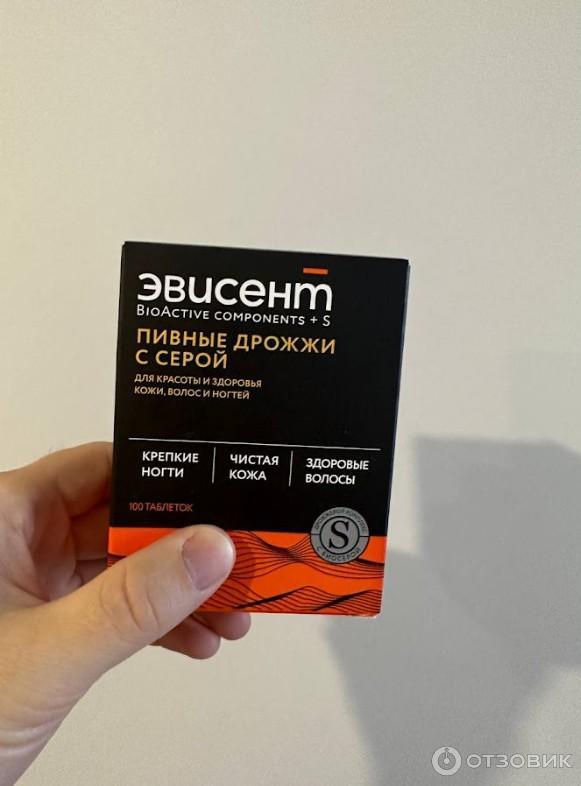 эвисент
BIOACTIVE COMPONENTS + S
ПИВНЫЕ ДРОЖЖИ
С СЕРОЙ
ДЛЯ КРАСОТЫ И ЗДОРОВЬЯ
КОЖИ, ВОЛОС И НОГТЕЙ
КРЕПКИЕ
НОГТИ
ЧИСТАЯ
КОЖА
ЗДОРОВЫЕ
ВОЛОСЫ
100 ТАБЛЕТОК
S
С БИОСЕРОЙ
ОТЗОВИК